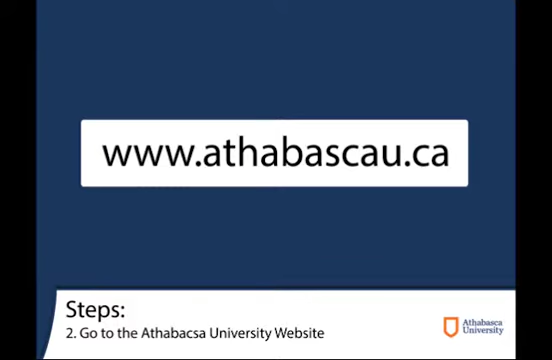 www.athabascau.ca
Steps:
2. Go to the Athabacsa University Website
Athabasca
University